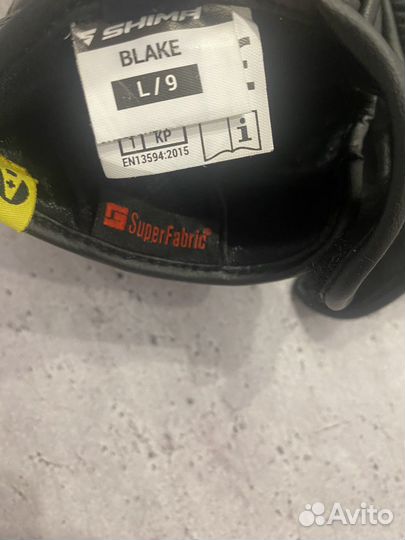 SHIMA
BLAKE
L/9
1 KP
EN13594:2015
SuperFabric®
Avito